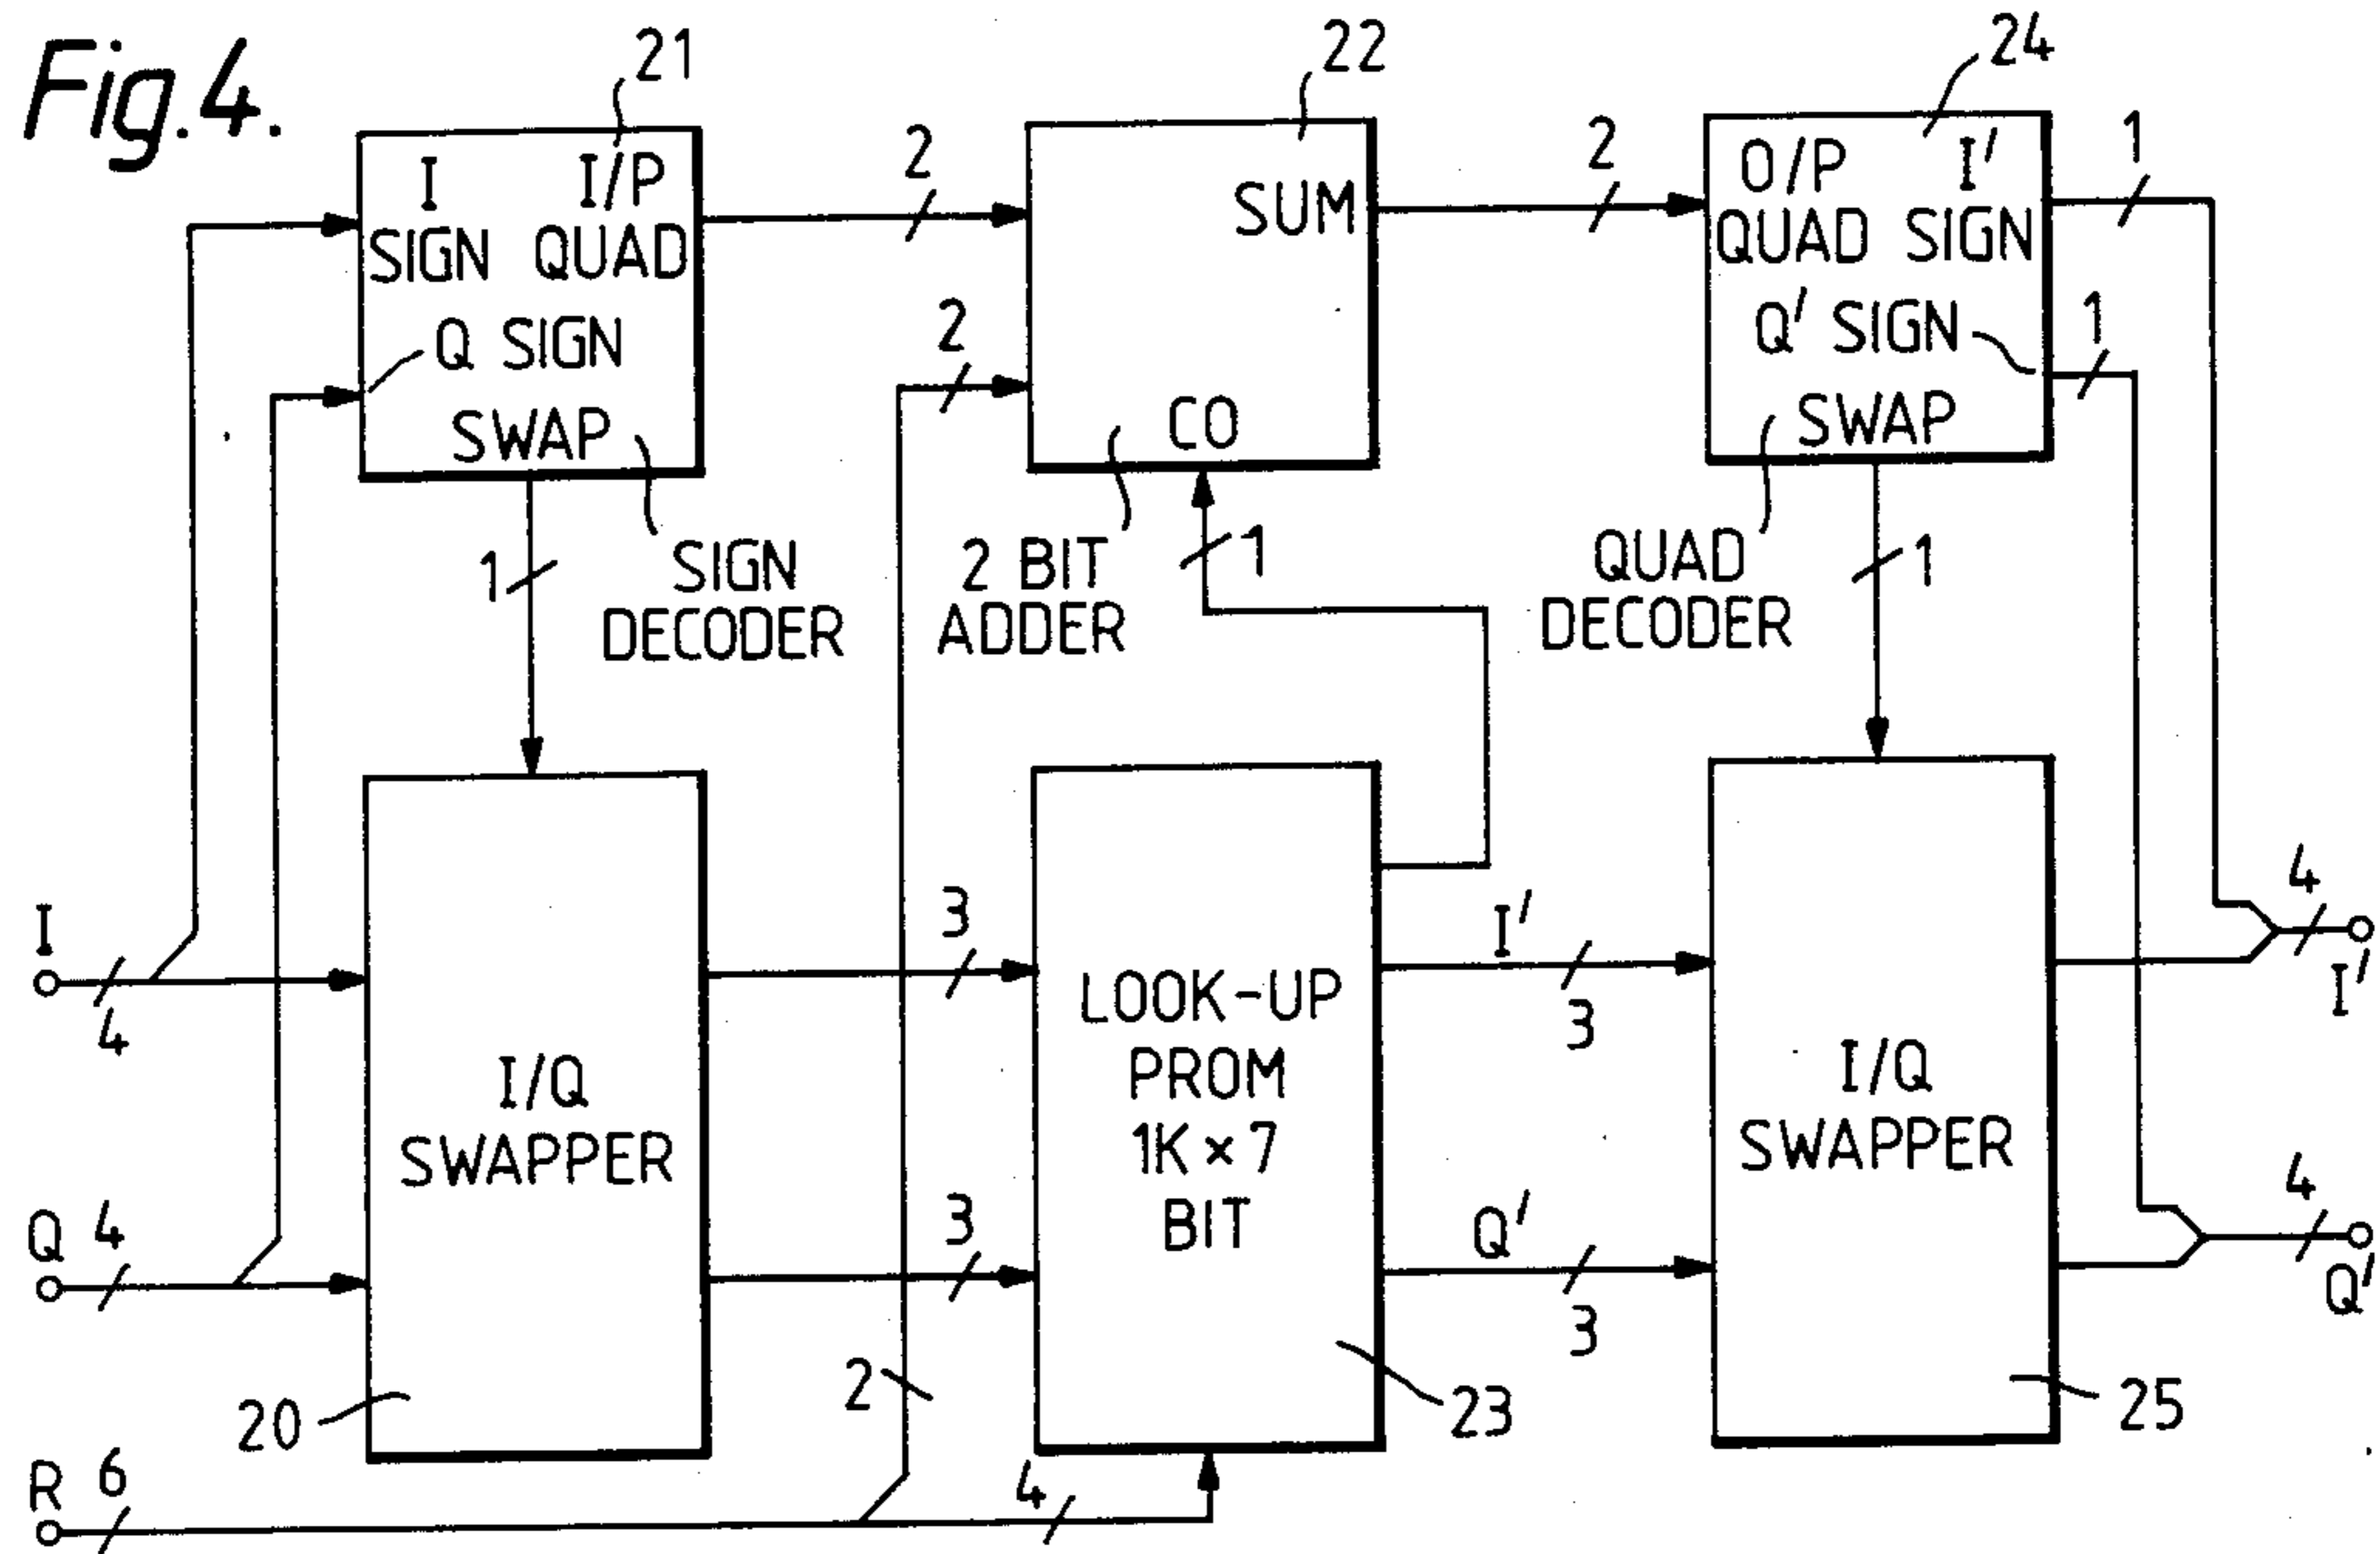 Fig.4.
21
22
24
I I/P
SIGN QUAD
Q SIGN
SWAP
2
2
SUM
CO
2
O/P I'
QUAD SIGN
Q' SIGN
SWAP
1
1
1
SIGN
DECODER
2 BIT
ADDER
1
QUAD
DECODER
1
I
4
3
I'
3
4
I'
I/Q
SWAPPER
LOOK-UP
PROM
1K × 7
BIT
I/Q
SWAPPER
Q 4
3
Q'
3
4
Q'
20
2
23
25
R 6
4